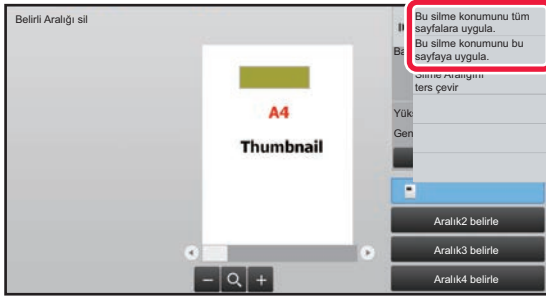 Belirli Aralığı sil
Bu silme konumunu tüm
sayfalara uygula.
Bu silme konumunu bu
sayfaya uygula.
Silme Aralığını
ters çevir
A4
Thumbnail
Aralık2 belirle
Aralık3 belirle
Aralık4 belirle